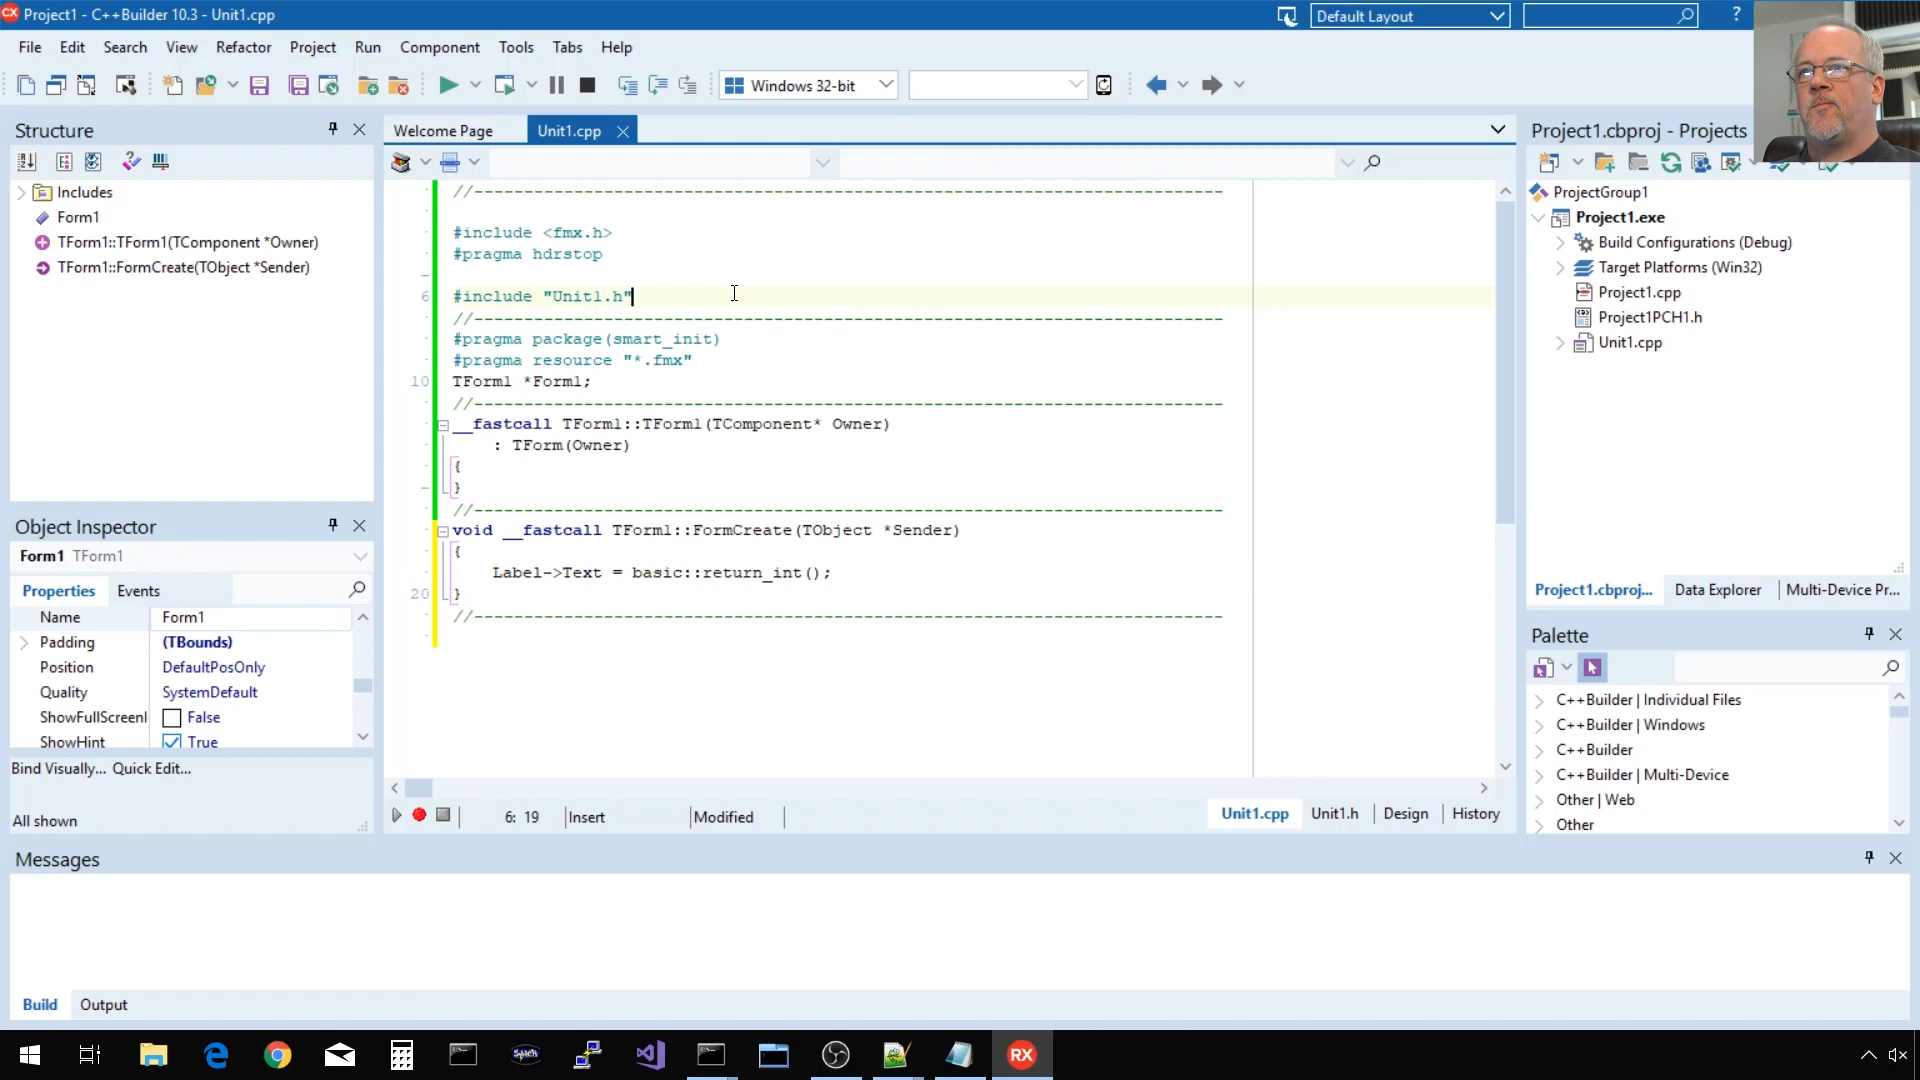 CX Project1 - C++Builder 10.3 - Unit1.cpp
Default Layout
?
File Edit Search View Refactor Project Run Component Tools Tabs Help
Windows 32-bit
Structure
Includes
Form1
TForm1::TForm1(TComponent *Owner)
TForm1::FormCreate(TObject *Sender)
Object Inspector
Form1 TForm1
Properties Events
Name Form1
Padding (TBounds)
Position DefaultPosOnly
Quality SystemDefault
ShowFullScreenI False
ShowHint True
Bind Visually... Quick Edit...
All shown
Welcome Page Unit1.cpp
//---------------------------------------------------------------------------
#include <fmx.h>
#pragma hdrstop
6 #include "Unit1.h"
//---------------------------------------------------------------------------
#pragma package(smart_init)
#pragma resource "*.fmx"
10 TForm1 *Form1;
//---------------------------------------------------------------------------
__fastcall TForm1::TForm1(TComponent* Owner)
: TForm(Owner)
{
}
//---------------------------------------------------------------------------
void __fastcall TForm1::FormCreate(TObject *Sender)
{
Label->Text = basic::return_int();
20 }
//---------------------------------------------------------------------------
6: 19 Insert Modified
Unit1.cpp Unit1.h Design History
Project1.cbproj - Projects
ProjectGroup1
Project1.exe
Build Configurations (Debug)
Target Platforms (Win32)
Project1.cpp
Project1PCH1.h
Unit1.cpp
Project1.cbproj... Data Explorer Multi-Device Pr...
Palette
C++Builder | Individual Files
C++Builder | Windows
C++Builder
C++Builder | Multi-Device
Other | Web
Other
Messages
Build Output
RX